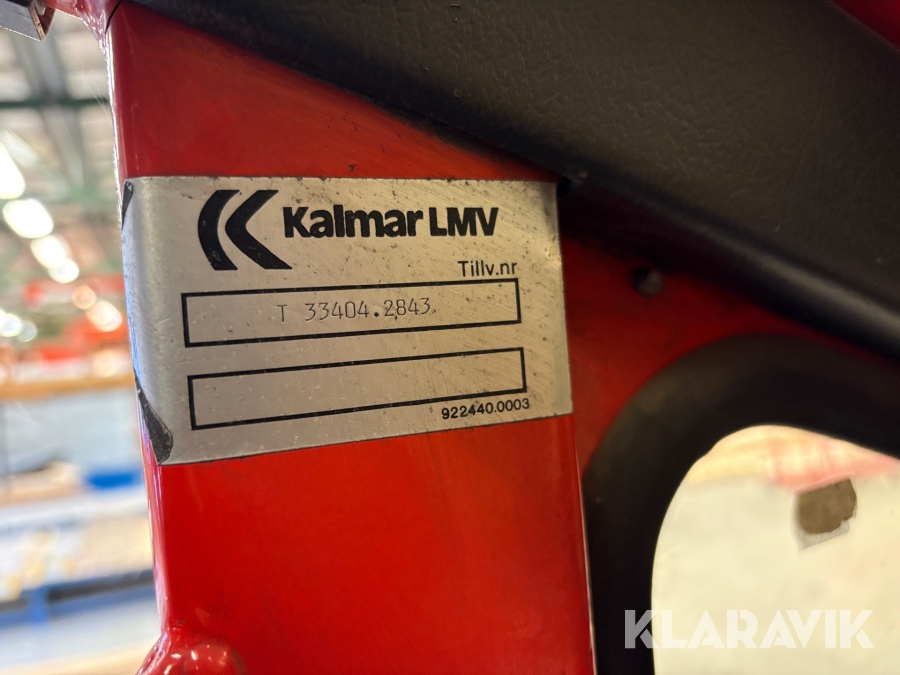 Kalmar LMV
Tillv.nr
T 33404.2843
922440.0003
KLARAVIK